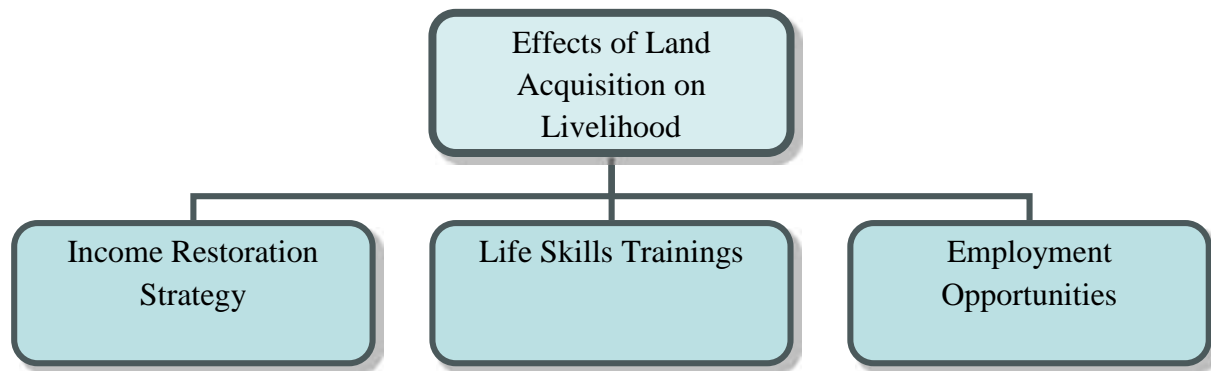 Effects of Land
Acquisition on
Livelihood
Income Restoration
Strategy
Life Skills Trainings
Employment
Opportunities